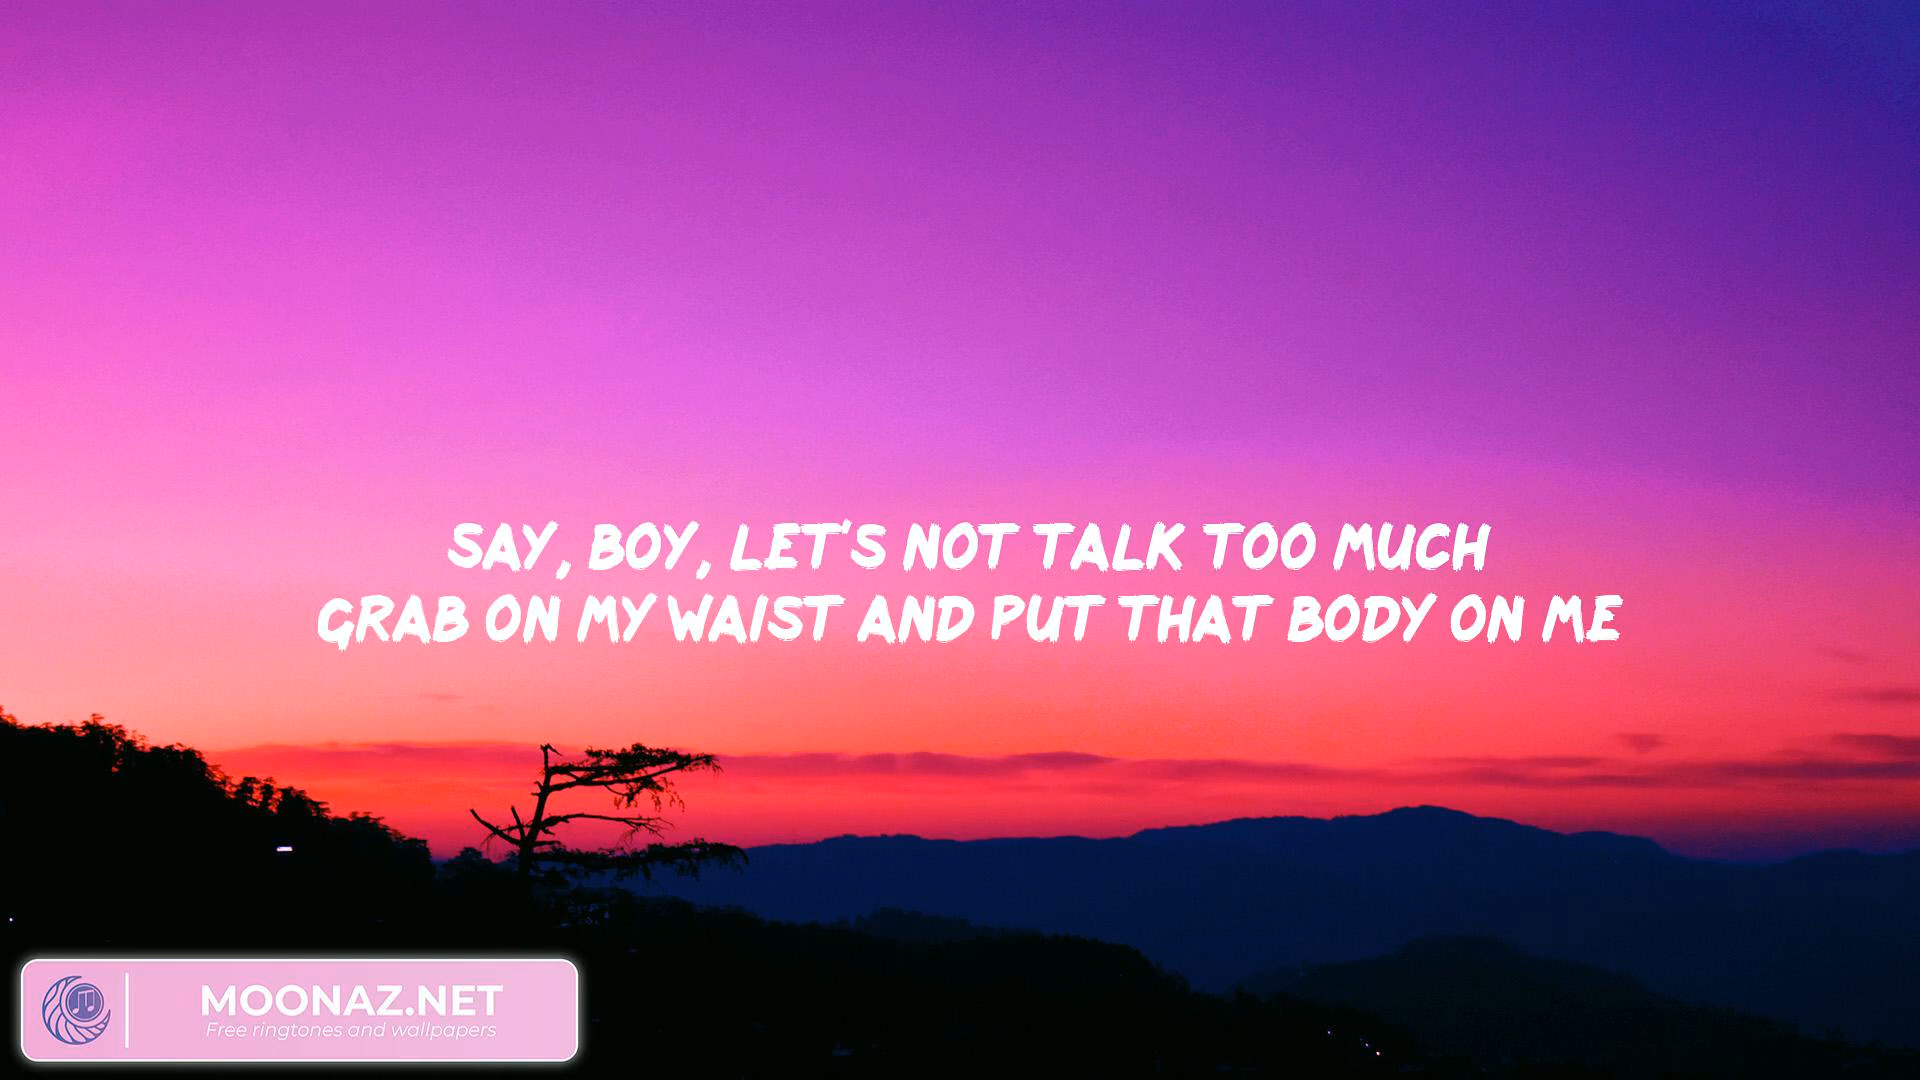 SAY, BOY, LET'S NOT TALK TOO MUCH
GRAB ON MY WAIST AND PUT THAT BODY ON ME
MOONAZ.NET
Free ringtones and wallpapers